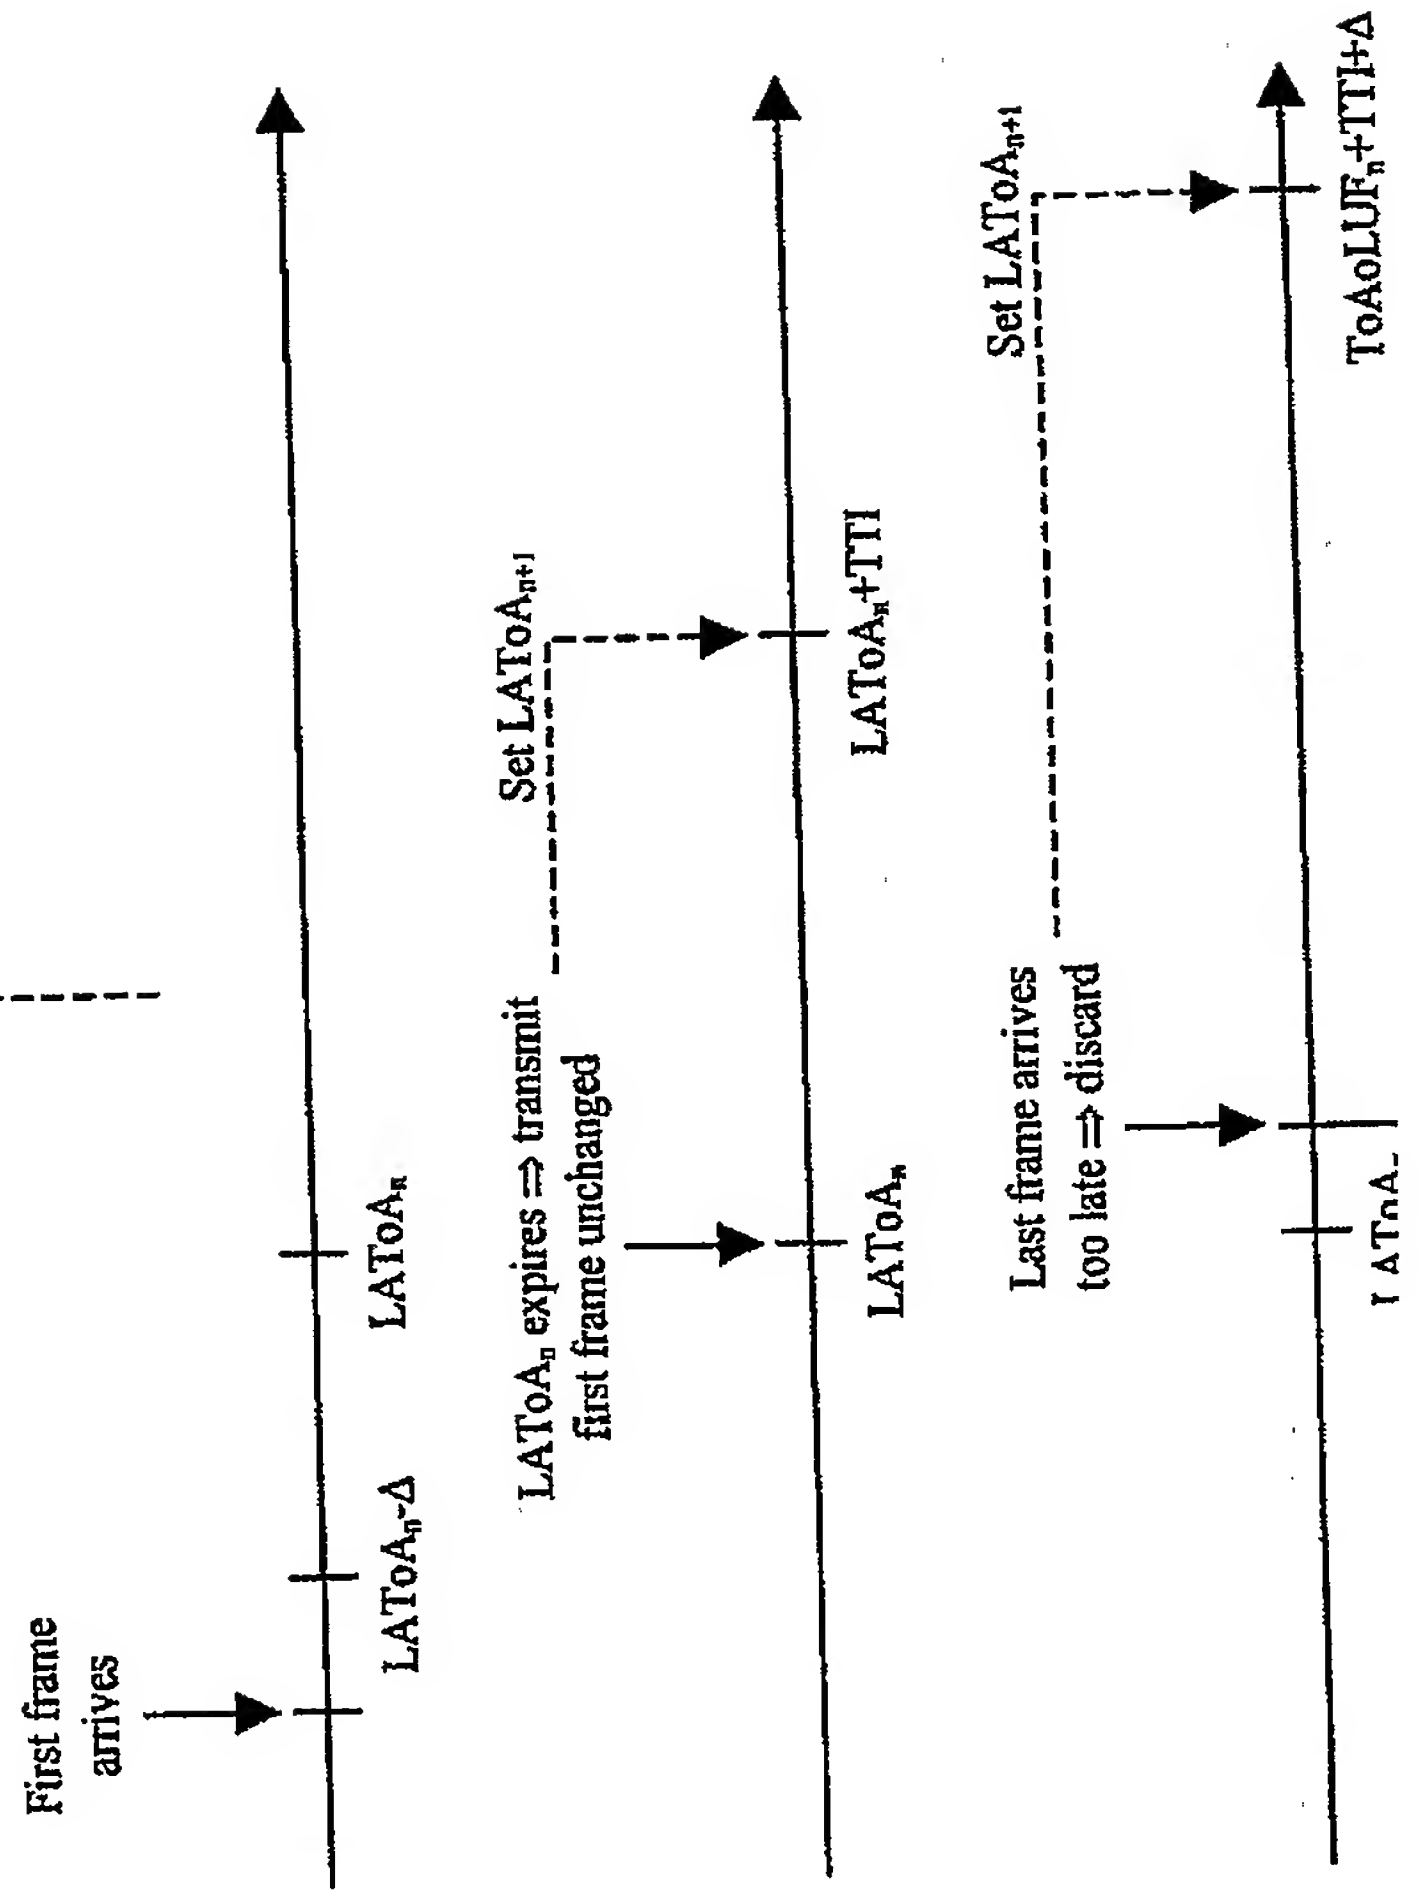 First frame
arrives
LAToAₙ-Δ
LAToAₙ
LAToAₙ expires ⇒ transmit
first frame unchanged
Set LAToAₙ₊₁
LAToAₙ
LAToAₙ+TTI
Last frame arrives
too late ⇒ discard
Set LAToAₙ₊₁
LAToA
ToAoLUFₙ+TTI+Δ